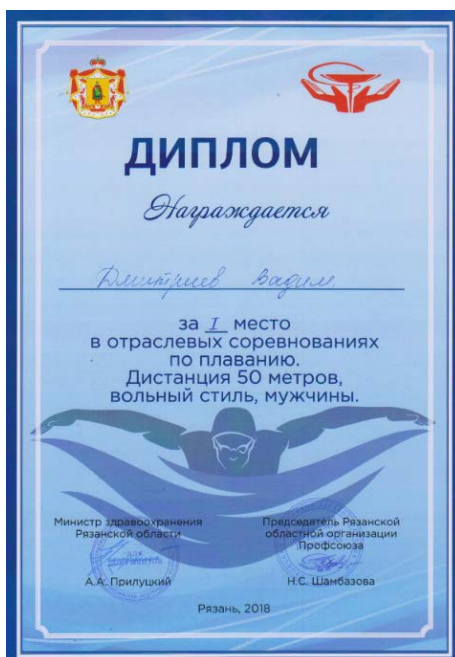 ДИПЛОМ
Награждается
Дмитриев Вадим
за I место
в отраслевых соревнованиях
по плаванию.
Дистанция 50 метров,
вольный стиль, мужчины.
Министр здравоохранения
Рязанской области
А.А. Прилуцкий
Председатель Рязанской
областной организации
Профсоюза
Н.С. Шамбазова
Рязань, 2018